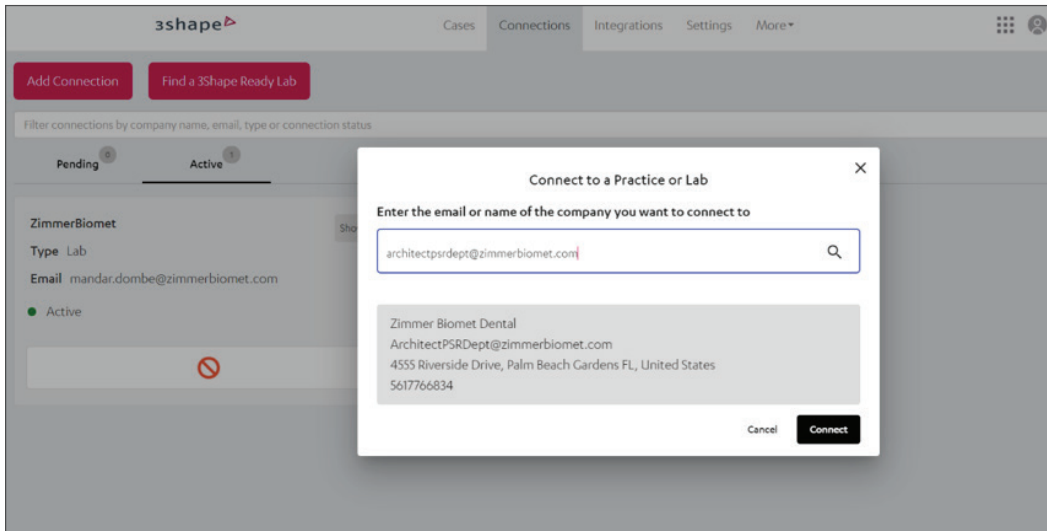 3shape
Cases Connections Integrations Settings More
Add Connection Find a 3Shape Ready Lab
Filter connections by company name, email, type or connection status
Pending 0 Active 1
ZimmerBiomet
Type Lab
Email mandar.dombe@zimmerbiomet.com
Active
Connect to a Practice or Lab
Enter the email or name of the company you want to connect to
architectpsrdept@zimmerbiomet.com
Zimmer Biomet Dental
ArchitectPSRDept@zimmerbiomet.com
4555 Riverside Drive, Palm Beach Gardens FL, United States
5617766834
Cancel Connect